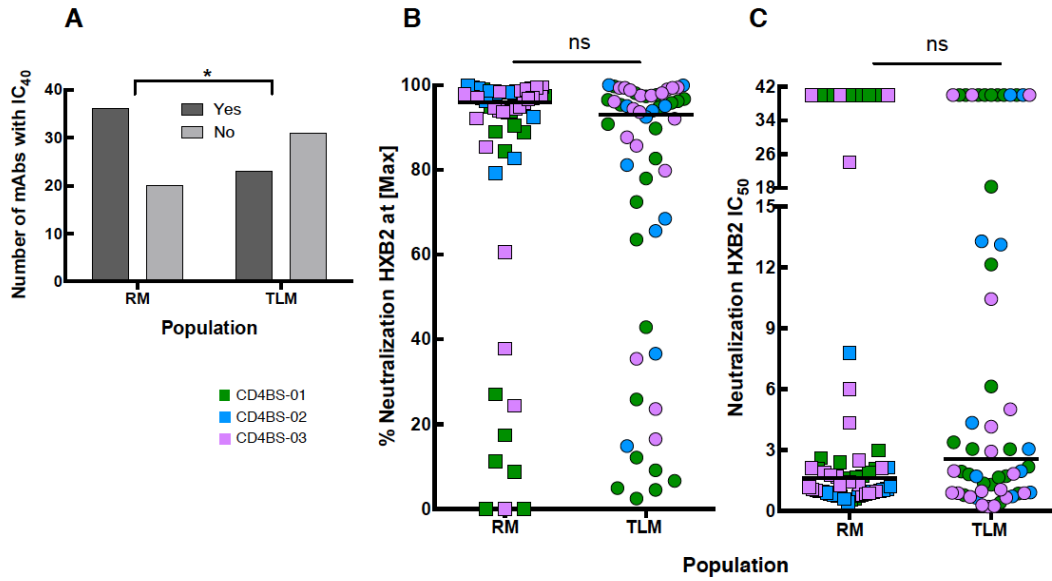 A
Number of mAbs with IC40
40
30
20
10
0
*
Yes
No
RM
TLM
Population
CD4BS-01
CD4BS-02
CD4BS-03
B
ns
% Neutralization HXB2 at [Max]
100
80
60
40
20
0
RM
TLM
C
ns
Neutralization HXB2 IC50
42
34
26
18
15
12
9
6
3
0
RM
TLM
Population